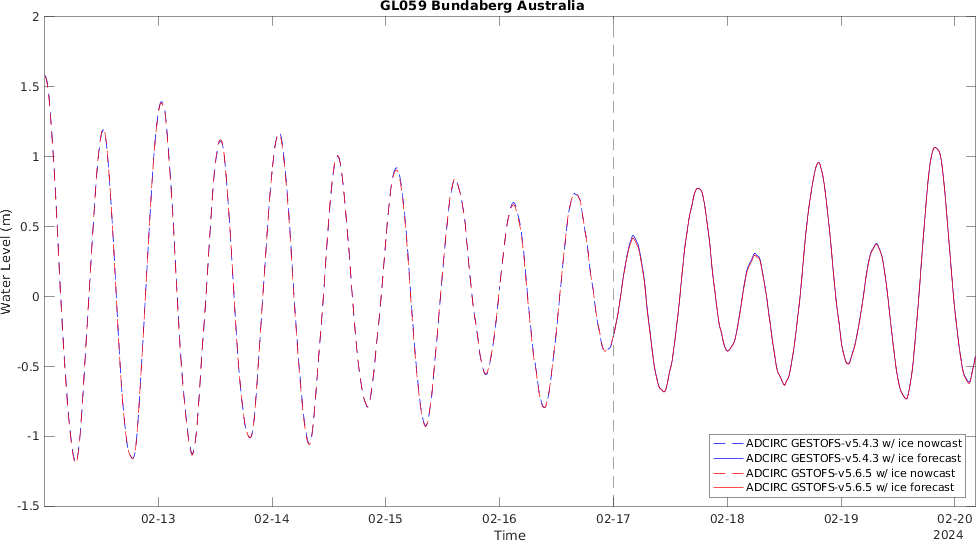 GL059 Bundaberg Australia
2
1.5
1
0.5
0
-0.5
-1
-1.5
Water Level (m)
02-13
02-14
02-15
02-16
02-17
02-18
02-19
02-20
Time
2024
ADCIRC GESTOFS-v5.4.3 w/ ice nowcast
ADCIRC GESTOFS-v5.4.3 w/ ice forecast
ADCIRC GSTOFS-v5.6.5 w/ ice nowcast
ADCIRC GSTOFS-v5.6.5 w/ ice forecast